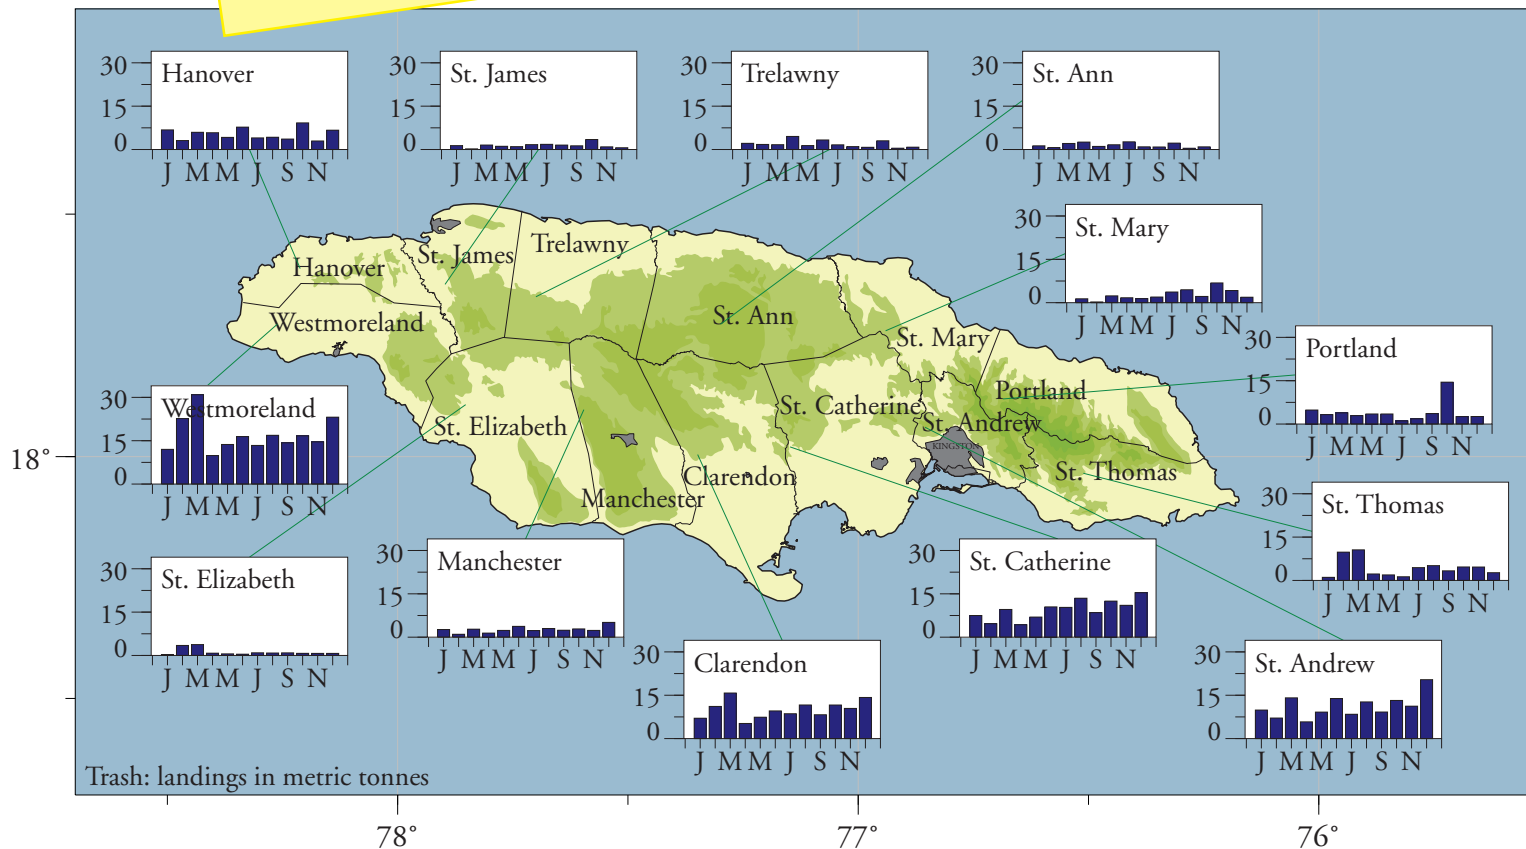 Hanover
30
15
0
J M M J S N
St. James
30
15
0
J M M J S N
Trelawny
30
15
0
J M M J S N
St. Ann
30
15
0
J M M J S N
St. Mary
30
15
0
J M M J S N
Portland
30
15
0
J M M J S N
St. Thomas
30
15
0
J M M J S N
Westmoreland
30
15
0
J M M J S N
St. Elizabeth
30
15
0
J M M J S N
Manchester
30
15
0
J M M J S N
Clarendon
30
15
0
J M M J S N
St. Catherine
30
15
0
J M M J S N
St. Andrew
30
15
0
J M M J S N
Hanover
St. James
Trelawny
Westmoreland
St. Ann
St. Mary
Portland
St. Elizabeth
St. Catherine
St. Andrew
KINGSTON
Manchester
Clarendon
St. Thomas
18°
Trash: landings in metric tonnes
78°
77°
76°